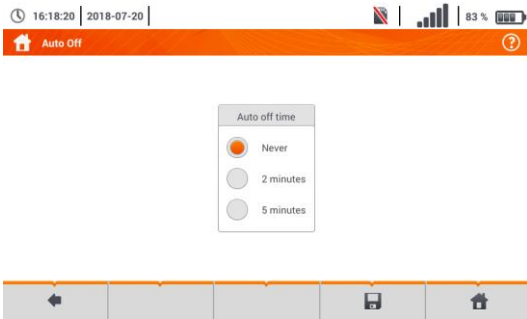 16:18:20 2018-07-20 83 %
Auto Off ?
Auto off time
Never
2 minutes
5 minutes